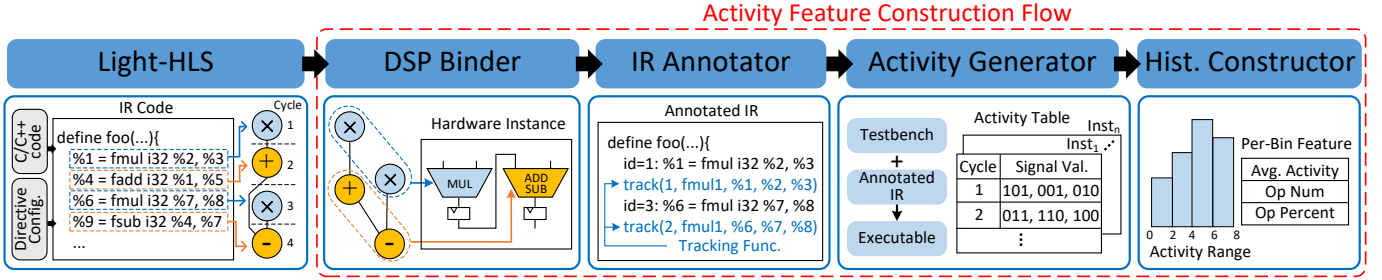 Activity Feature Construction Flow
Light-HLS
DSP Binder
IR Annotator
Activity Generator
Hist. Constructor
C/C++ code
Directive Config.
IR Code
define foo(...){
%1 = fmul i32 %2, %3
%4 = fadd i32 %1, %5
%6 = fmul i32 %7, %8
%9 = fsub i32 %4, %7
...
Cycle
× 1
+ 2
× 3
- 4
×
+
×
-
Hardware Instance
MUL
ADD
SUB
Annotated IR
define foo(...){
id=1: %1 = fmul i32 %2, %3
track(1, fmul1, %1, %2, %3)
id=3: %6 = fmul i32 %7, %8
track(2, fmul1, %6, %7, %8)
Tracking Func.
Testbench
+
Annotated
IR
Executable
Activity Table
Instn
Inst1
Cycle Signal Val.
1 101, 001, 010
2 011, 110, 100
⋮
0 2 4 6 8
Activity Range
Per-Bin Feature
Avg. Activity
Op Num
Op Percent